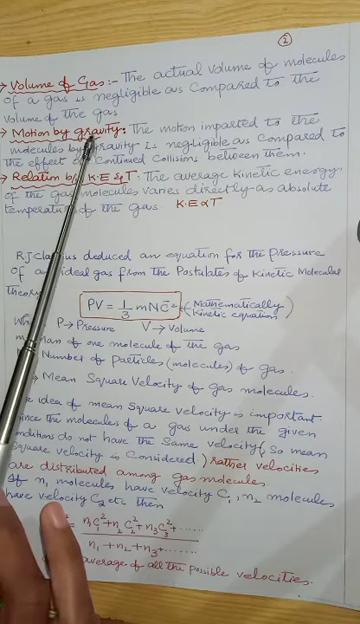 ②
→ Volume of Gas:- The actual volume of molecules
of a gas is negligible as compared to the
volume of the gas
→ Motion by gravity:- The motion imparted to the
molecules by gravity is negligible as compared to
the effect of continued collisions between them.
→ Relation b/w K.E & T. The average kinetic energy
of the gas molecules varies directly as absolute
temperature of the gas K.E ∝ T
R.J Clausius deduced an equation for the Pressure
of an ideal gas from the Postulates of Kinetic Molecular
theory
PV = 1/3 mNc̄² (Mathematically Kinetic equation)
P → Pressure V → Volume
of one molecule of the gas
Number of particles (molecules) of gas.
→ Mean Square Velocity of gas molecules.
idea of mean square velocity is important
since the molecules of a gas under the given
conditions do not have the same velocity (so mean
square velocity is considered) rather velocities
are distributed among gas molecules.
If n₁ molecules have velocity C₁, n₂ molecules
have velocity C₂ etc then
= n₁C₁² + n₂C₂² + n₃C₃² + ......
n₁ + n₂ + n₃ + ......
average of all the possible velocities.